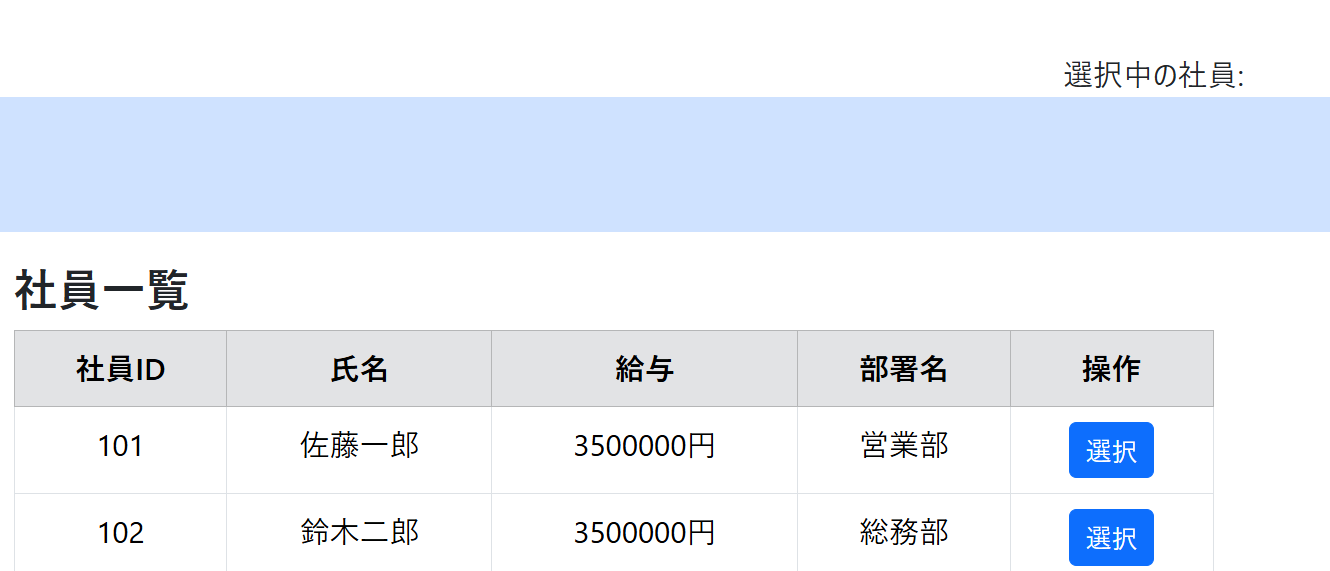 選択中の社員:
社員一覧
社員ID 氏名 給与 部署名 操作
101 佐藤一郎 3500000円 営業部 選択
102 鈴木二郎 3500000円 総務部 選択